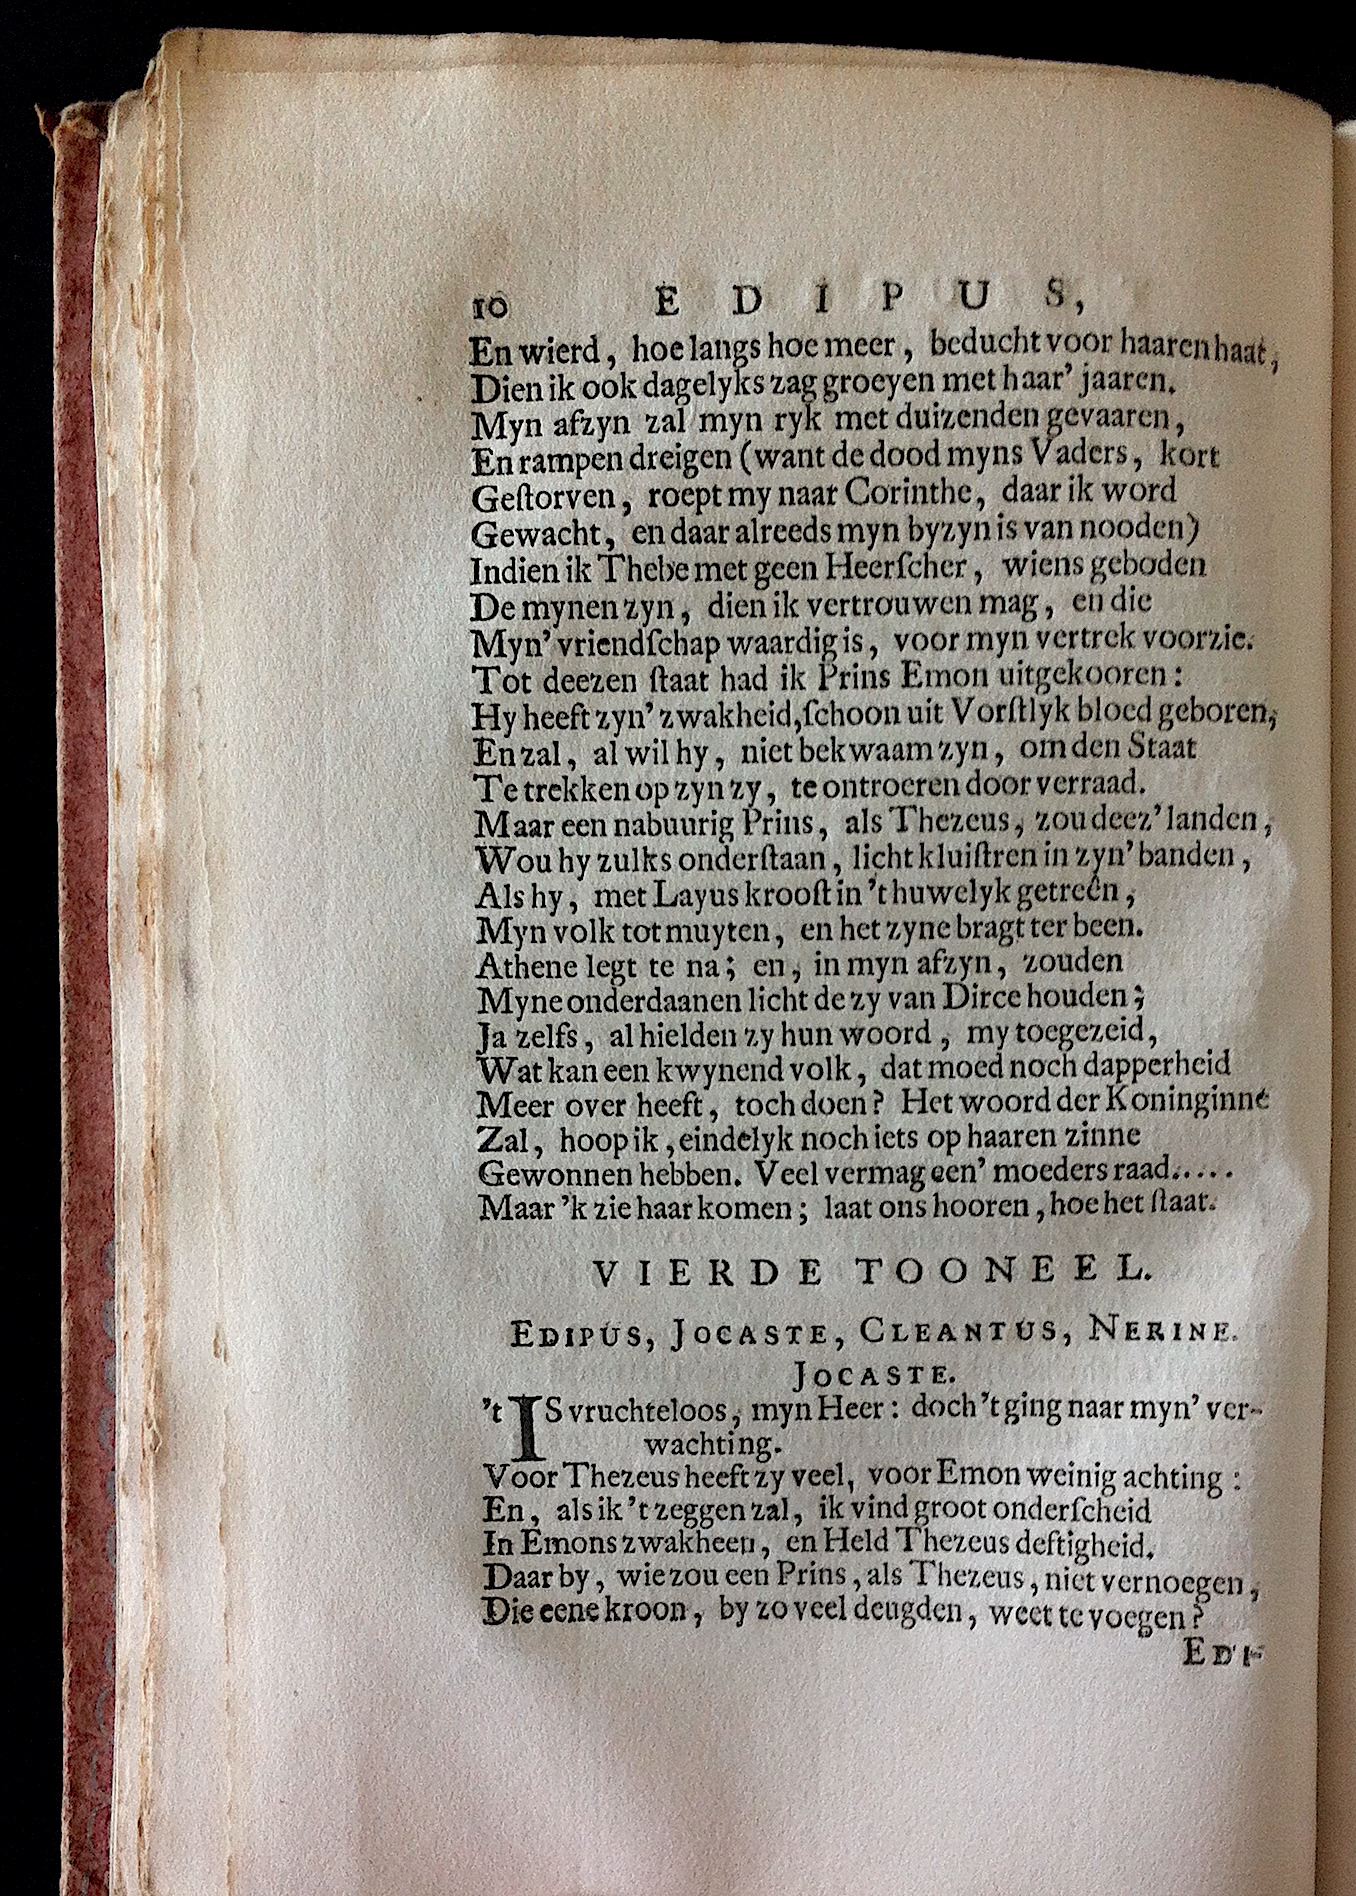 10 EDIPUS,
En wierd, hoe langs hoe meer, beducht voor haaren haat,
Dien ik ook dagelyks zag groeyen met haar' jaaren.
Myn afzyn zal myn ryk met duizenden gevaaren,
En rampen dreigen (want de dood myns Vaders, kort
Geſtorven, roept my naar Corinthe, daar ik word
Gewacht, en daar alreeds myn byzyn is van nooden)
Indien ik Thebe met geen Heerſcher, wiens geboden
De mynen zyn, dien ik vertrouwen mag, en die
Myn' vriendſchap waardig is, voor myn vertrek voorzie.
Tot deezen ſtaat had ik Prins Emon uitgekooren:
Hy heeft zyn' zwakheid, ſchoon uit Vorſtlyk bloed geboren,
En zal, al wil hy, niet bekwaam zyn, om den Staat
Te trekken op zyn zy, te ontroeren door verraad.
Maar een nabuurig Prins, als Thezeus, zou deez' landen,
Wou hy zulks onderſtaan, licht kluiſtren in zyn' banden,
Als hy, met Layus krooſt in 't huwelyk getreên,
Myn volk tot muyten, en het zyne bragt ter been.
Athene legt te na; en, in myn afzyn, zouden
Myne onderdaanen licht de zy van Dirce houden;
Ja zelfs, al hielden zy hun woord, my toegezeid,
Wat kan een kwynend volk, dat moed noch dapperheid
Meer over heeft, toch doen? Het woord der Koninginne
Zal, hoop ik, eindelyk noch iets op haaren zinne
Gewonnen hebben. Veel vermag een' moeders raad.....
Maar 'k zie haar komen; laat ons hooren, hoe het ſtaat.
VIERDE TOONEEL.
EDIPUS, JOCASTE, CLEANTUS, NERINE.
JOCASTE.
't IS vruchteloos, myn Heer: doch 't ging naar myn' ver-
wachting.
Voor Thezeus heeft zy veel, voor Emon weinig achting:
En, als ik 't zeggen zal, ik vind groot onderſcheid
In Emons zwakheen, en Held Thezeus deftigheid.
Daar by, wie zou een Prins, als Thezeus, niet vernoegen,
Die eene kroon, by zo veel deugden, weet te voegen?
EDI-